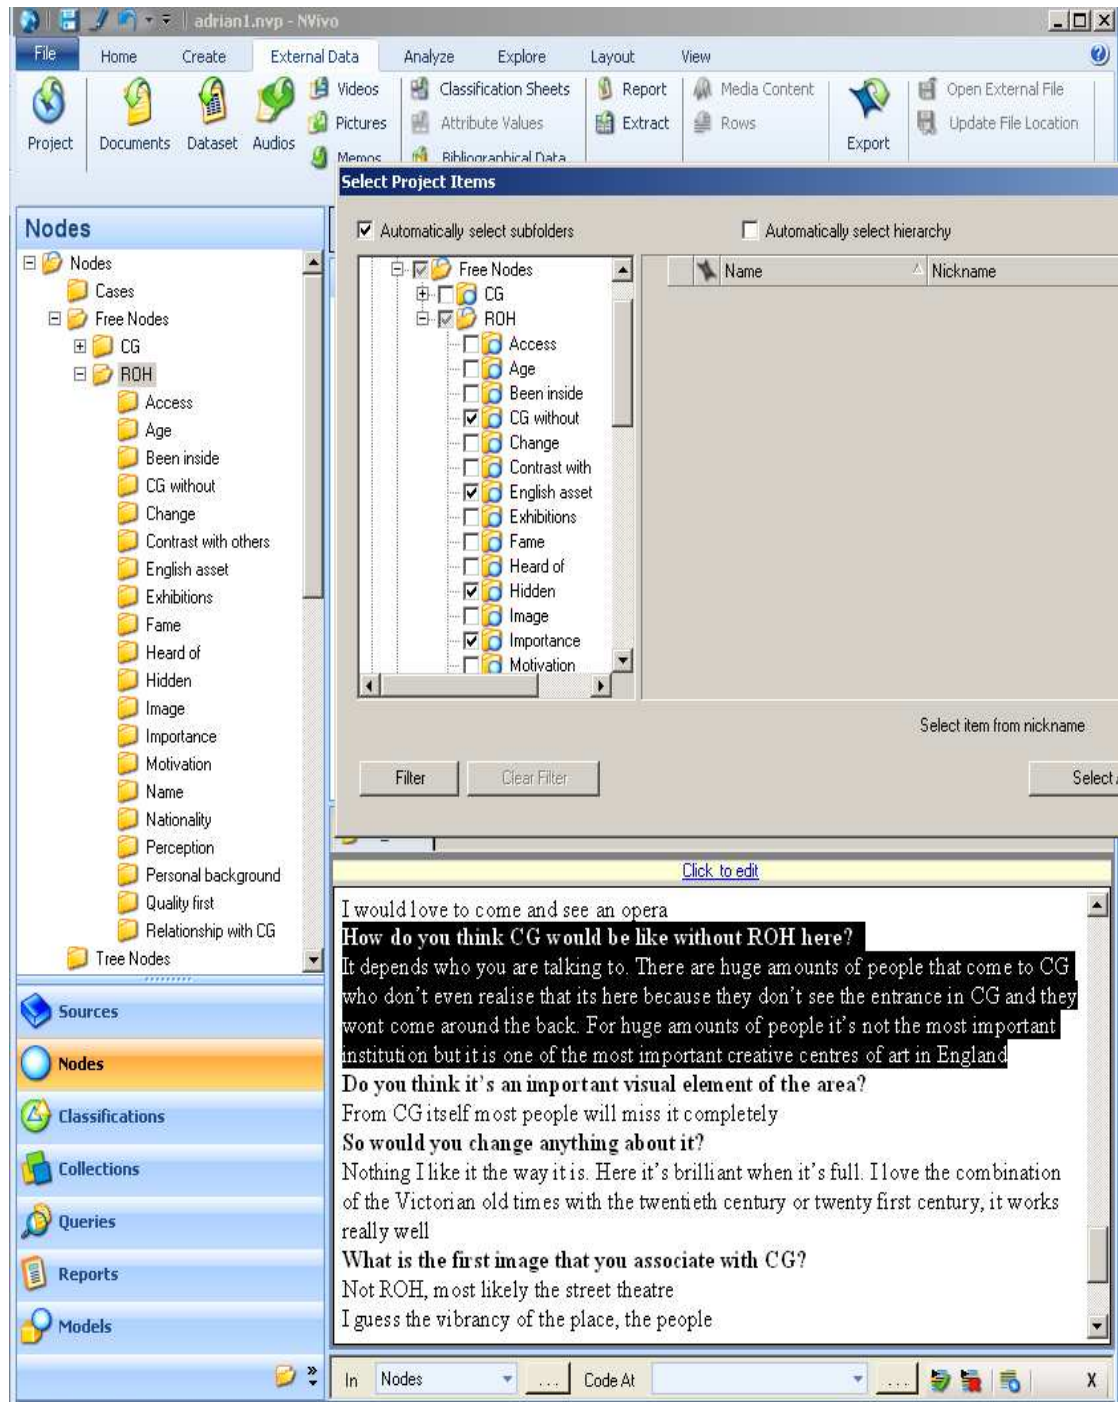 adrian1.nvp - NVivo
File Home Create External Data Analyze Explore Layout View
Project
Documents
Dataset
Audios
Videos
Pictures
Memos
Classification Sheets
Attribute Values
Bibliographical Data
Report
Extract
Media Content
Rows
Export
Open External File
Update File Location
Nodes
Nodes
Cases
Free Nodes
CG
ROH
Access
Age
Been inside
CG without
Change
Contrast with others
English asset
Exhibitions
Fame
Heard of
Hidden
Image
Importance
Motivation
Name
Nationality
Perception
Personal background
Quality first
Relationship with CG
Tree Nodes
Sources
Nodes
Classifications
Collections
Queries
Reports
Models
Select Project Items
Automatically select subfolders
Automatically select hierarchy
Free Nodes
CG
ROH
Access
Age
Been inside
CG without
Change
Contrast with
English asset
Exhibitions
Fame
Heard of
Hidden
Image
Importance
Motivation
Name
Nickname
Select item from nickname
Filter
Clear Filter
Select
Click to edit
I would love to come and see an opera
How do you think CG would be like without ROH here?
It depends who you are talking to. There are huge amounts of people that come to CG
who don't even realise that its here because they don't see the entrance in CG and they
wont come around the back. For huge amounts of people it's not the most important
institution but it is one of the most important creative centres of art in England
Do you think it's an important visual element of the area?
From CG itself most people will miss it completely
So would you change anything about it?
Nothing I like it the way it is. Here it's brilliant when it's full. I love the combination
of the Victorian old times with the twentieth century or twenty first century, it works
really well
What is the first image that you associate with CG?
Not ROH, most likely the street theatre
I guess the vibrancy of the place, the people
In Nodes ... Code At ... X